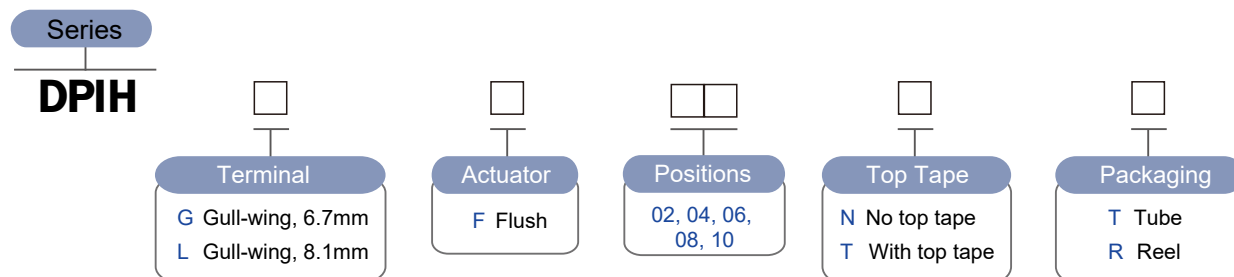 Series
DPIH
Terminal
G Gull-wing, 6.7mm
L Gull-wing, 8.1mm
Actuator
F Flush
Positions
02, 04, 06,
08, 10
Top Tape
N No top tape
T With top tape
Packaging
T Tube
R Reel